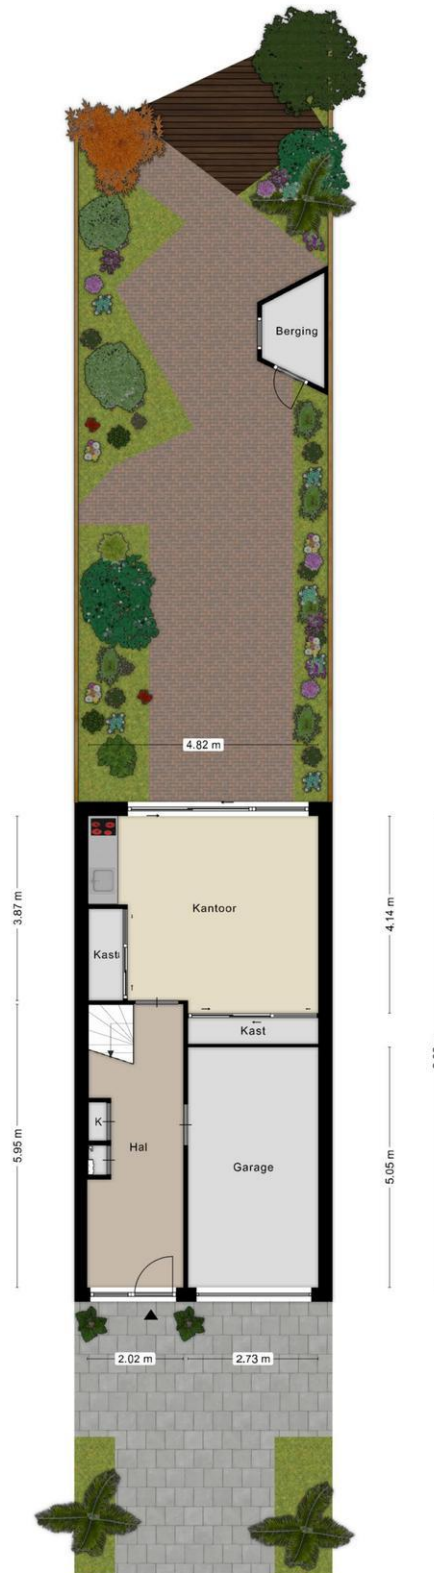 Berging
4.82 m
3.87 m
Kantoor
4.14 m
Kast
Kast
5.95 m
K
Hal
Garage
5.05 m
2.02 m
2.73 m